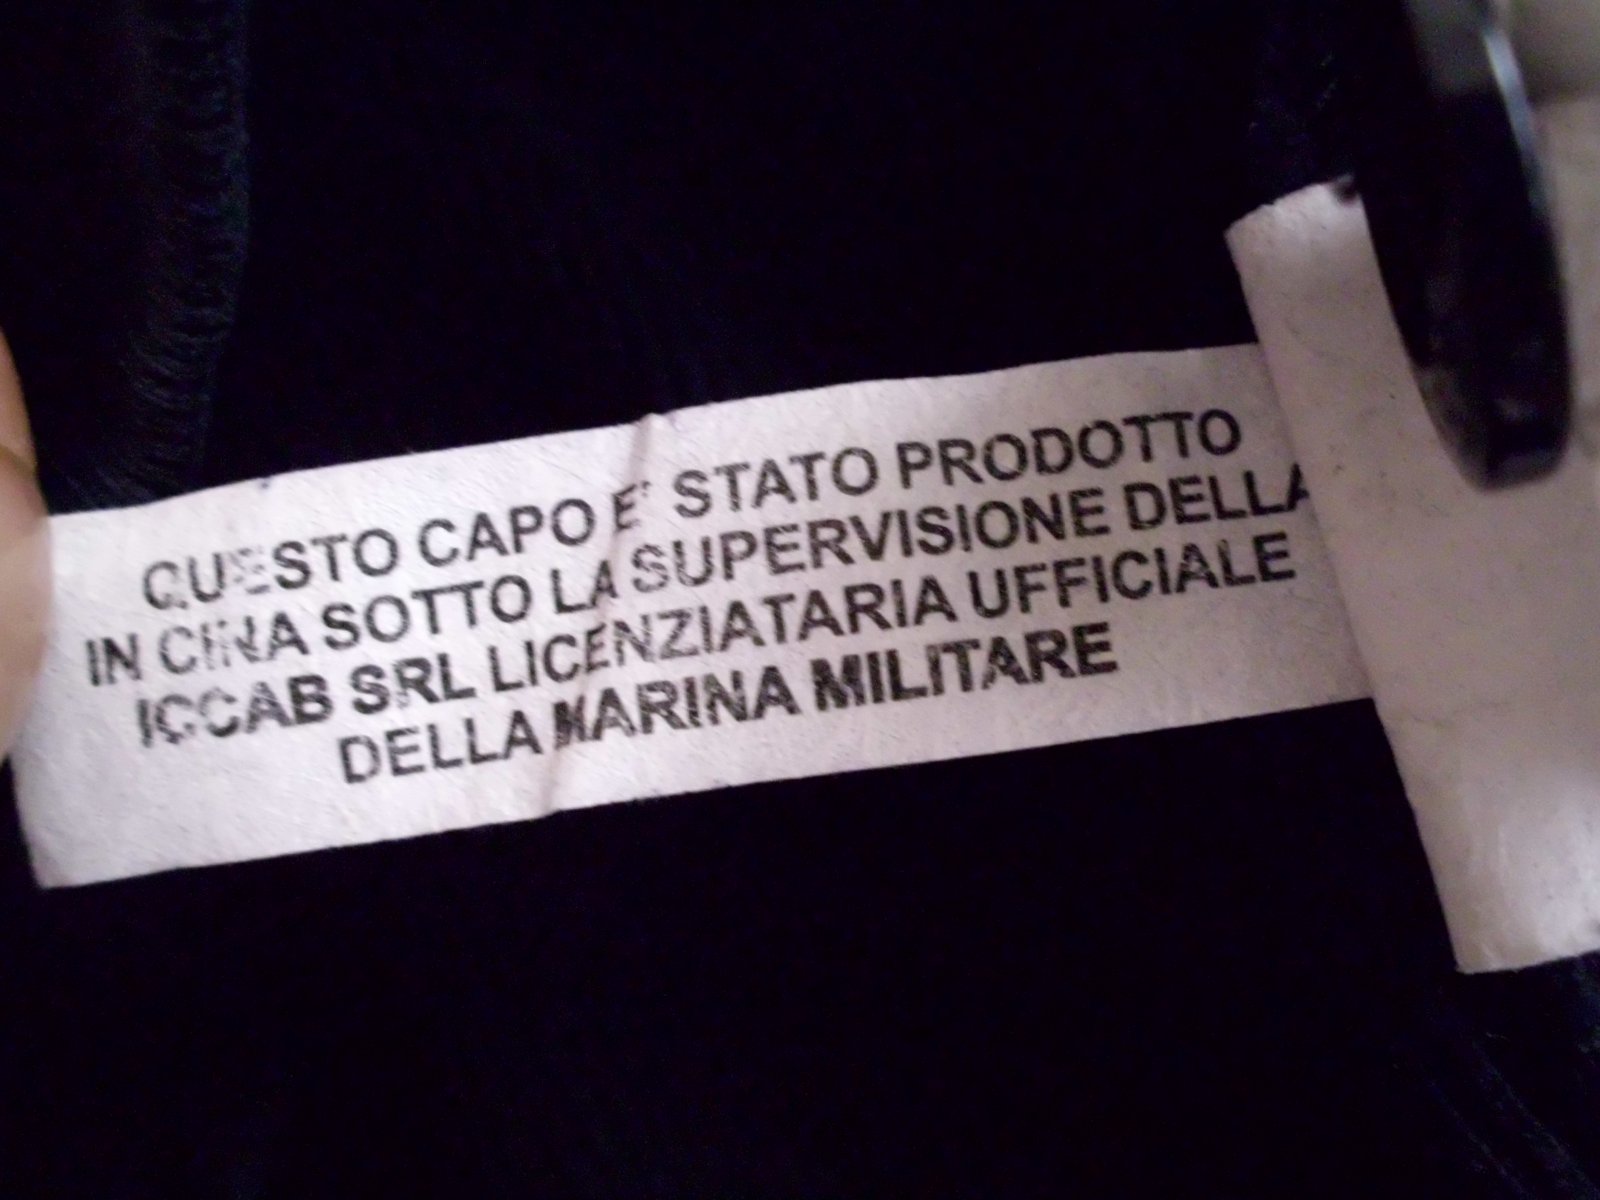 QUESTO CAPO E' STATO PRODOTTO
IN CINA SOTTO LA SUPERVISIONE DELLA
ICCAB SRL LICENZIATARIA UFFICIALE
DELLA MARINA MILITARE